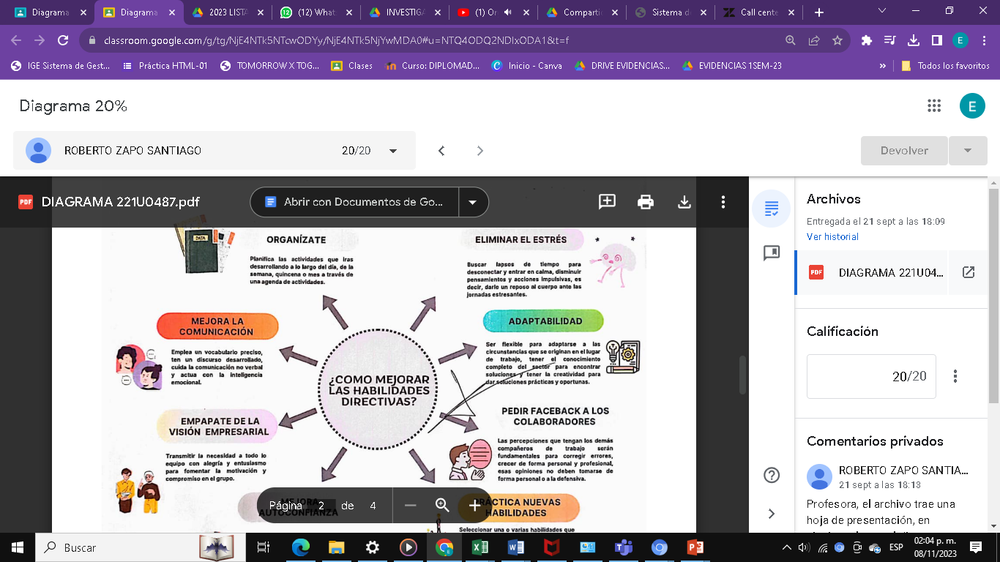 Diagrama
Diagrama
2023 LISTA
(12) What
INVESTIGA
(1) Or
Comparti
Sistema de
Call cente
classroom.google.com/g/tg/NjE4NTk5NTcwODYy/NjE4NTk5NjYwMDA0#u=NTQ4ODQ2NDIxODA1&t=f
IGE Sistema de Gest...
Práctica HTML-01
TOMORROW X TOG...
Clases
Curso: DIPLOMAD...
Inicio - Canva
DRIVE EVIDENCIAS...
EVIDENCIAS 1SEM-23
»
Todos los favoritos
Diagrama 20%
E
ROBERTO ZAPO SANTIAGO
20/20
Devolver
PDF
DIAGRAMA 221U0487.pdf
Abrir con Documentos de Go...
DATA
ORGANÍZATE
Planifica las actividades que iras
desarrollando a lo largo del día, de la
semana, quincena o mes a través de
una agenda de actividades.
ELIMINAR EL ESTRÉS
Buscar lapsos de tiempo para
desconectar y entrar en calma, disminuir
pensamientos y acciones impulsivas, es
decir, darle un reposo al cuerpo ante las
jornadas estresantes.
MEJORA LA
COMUNICACIÓN
Emplea un vocabulario preciso,
ten un discurso desarrollado,
cuida la comunicación no verbal
y actua con la inteligencia
emocional.
ADAPTABILIDAD
Ser flexible para adaptarse a las
circunstancias que se originan en el lugar
de trabajo, tener el conocimiento
completo del sector para encontrar
soluciones y tener la creatividad para
dar soluciones prácticas y oportunas.
¿COMO MEJORAR
LAS HABILIDADES
DIRECTIVAS?
EMPAPATE DE LA
VISIÓN EMPRESARIAL
Transmitir la necesidad a todo lo
equipo con alegría y entusiasmo
para fomentar la motivación y
compromiso en el grupo.
PEDIR FACEBACK A LOS
COLABORADORES
Las percepciones que tengan los demás
compañeros de trabajo serán
fundamentales para corregir errores,
crecer de forma personal y profesional,
esas opiniones no deben tomarse de
forma personal o a la defensiva.
MEJORA
AUTOCONFIANZA
PRÁCTICA NUEVAS
HABILIDADES
Seleccionar una o varias habilidades que
Página 2 de 4
Archivos
Entregada el 21 sept a las 18:09
Ver historial
PDF
DIAGRAMA 221U04...
Calificación
20/20
Comentarios privados
ROBERTO ZAPO SANTIA...
21 sept a las 18:13
Profesora, el archivo trae una
hoja de presentación, en
Buscar
ESP
02:04 p. m.
08/11/2023